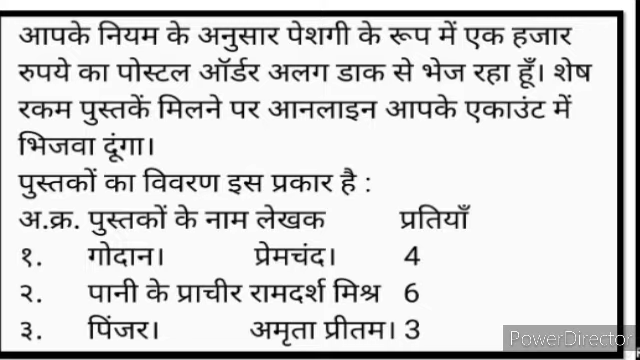 आपके नियम के अनुसार पेशगी के रूप में एक हजार
रुपये का पोस्टल ऑर्डर अलग डाक से भेज रहा हूँ। शेष
रकम पुस्तकें मिलने पर आनलाइन आपके एकाउंट में
भिजवा दूंगा।
पुस्तकों का विवरण इस प्रकार है :
अ.क्र. पुस्तकों के नाम लेखक प्रतियाँ
१. गोदान। प्रेमचंद। 4
२. पानी के प्राचीर रामदर्श मिश्र 6
३. पिंजर। अमृता प्रीतम। 3
PowerDirector